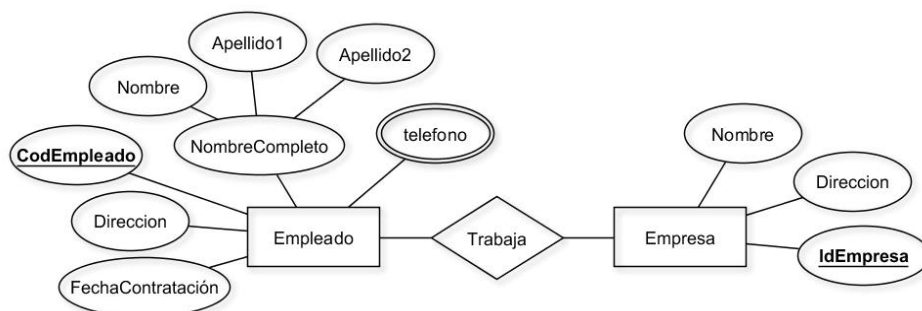 Apellido1
Apellido2
Nombre
NombreCompleto
telefono
CodEmpleado
Direccion
FechaContratación
Empleado
Trabaja
Empresa
Nombre
Direccion
IdEmpresa